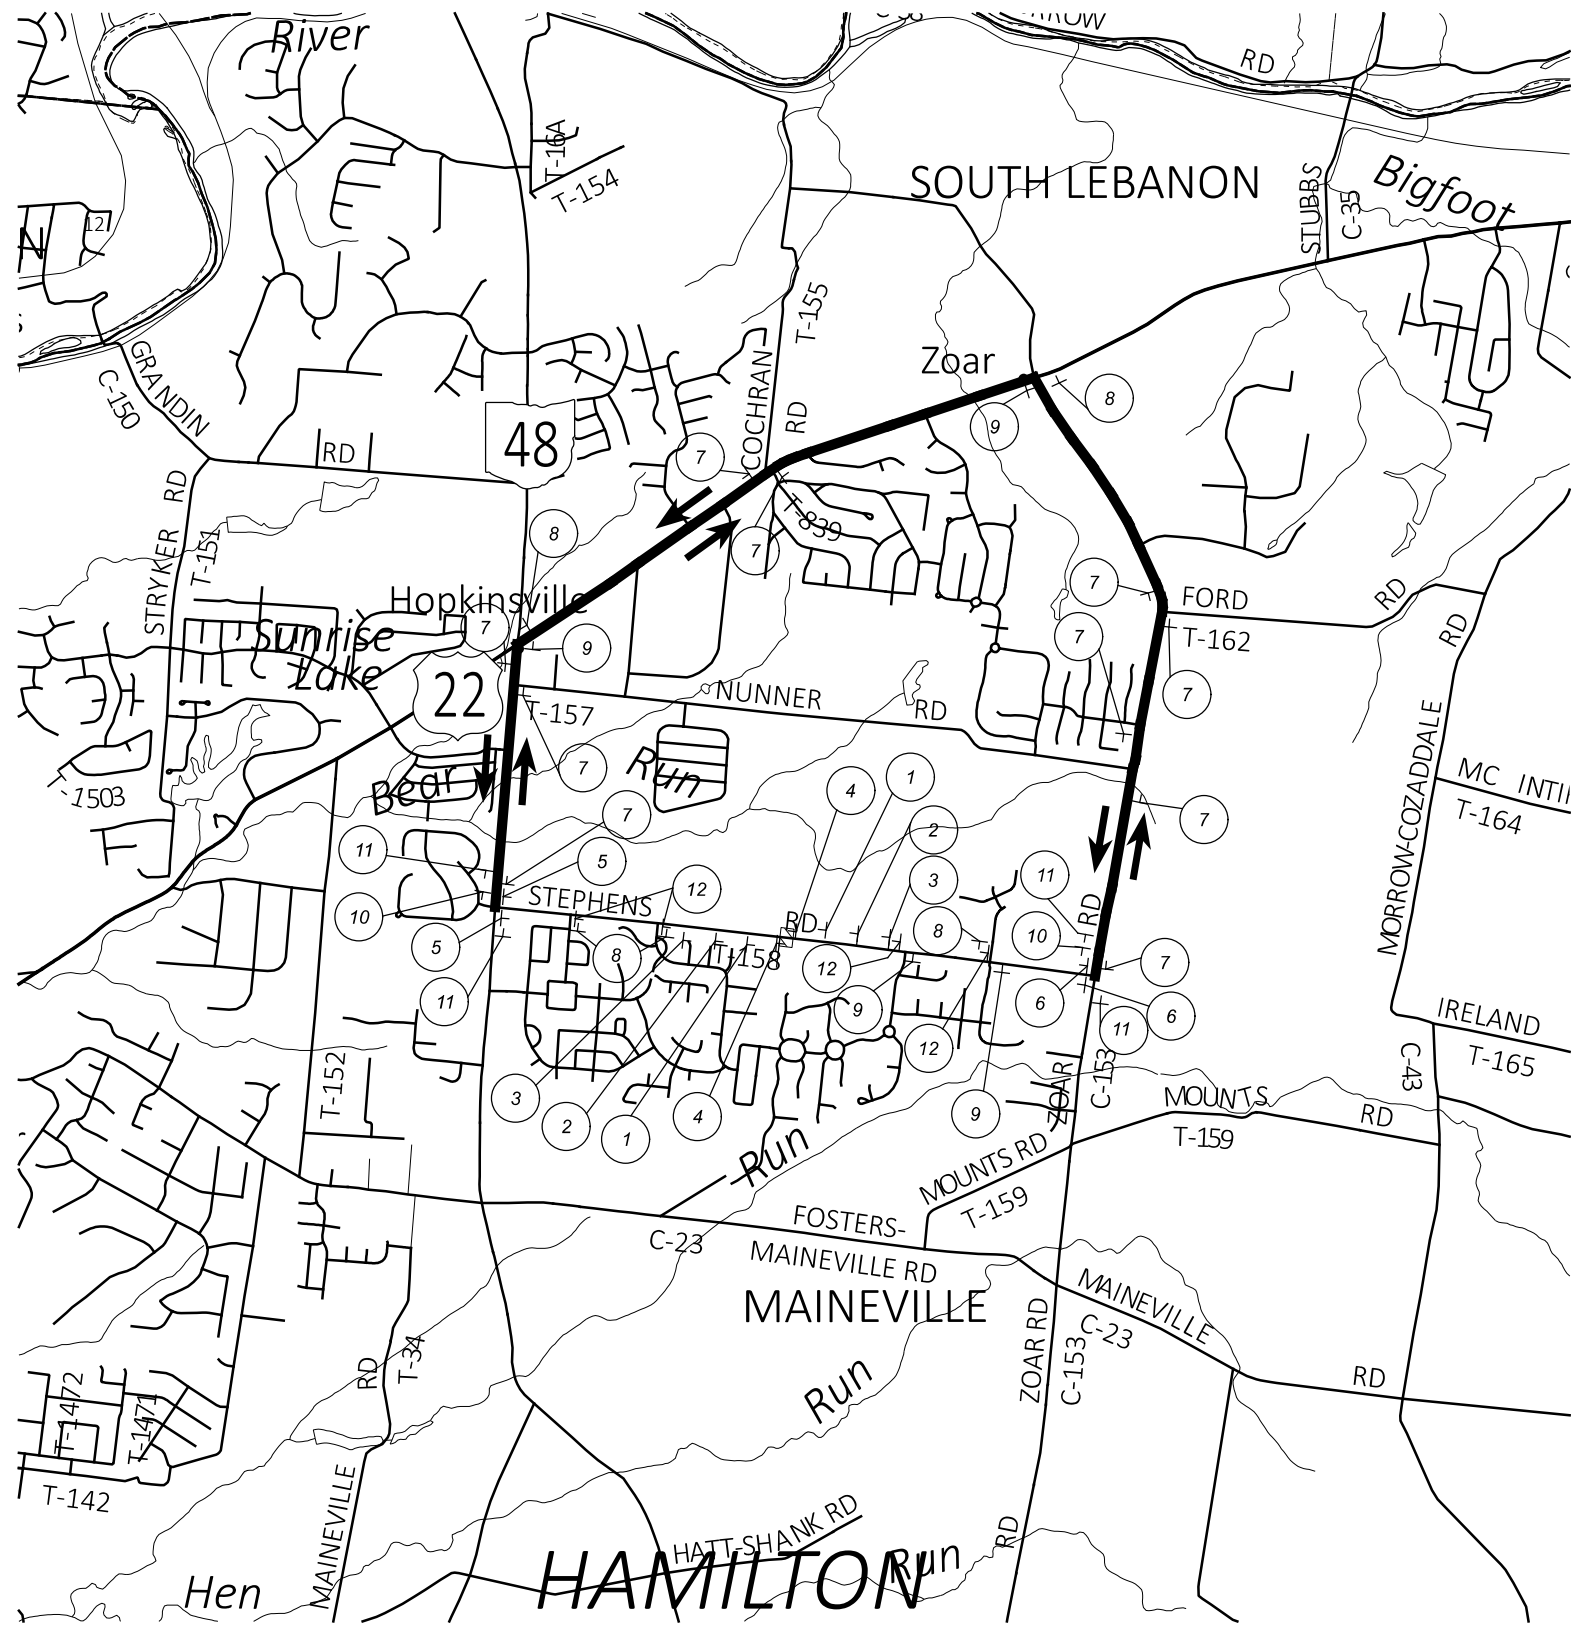 River
ROW
RD
T-16A
T-154
SOUTH LEBANON
STUBBS
C-35
Bigfoot
12
N
GRANDIN
C-150
RD
T-155
COCHRAN
RD
Zoar
8
9
48
7
STRYKER RD
T-151
8
7
T-839
Hopkinsville
Sunrise
Lake
7
9
22
T-157
NUNNER
RD
7
FORD
RD
T-162
7
7
RD
MORROW-COZADDALE
MC INTI
T-164
-1503
Bear
Run
7
7
4
1
2
3
7
5
11
10
5
11
STEPHENS
RD
T-158
12
8
12
9
8
12
11
10
RD
7
6
6
11
IRELAND
T-165
C-43
T-152
3
2
1
4
9
ZOAR
C-153
MOUNTS
RD
T-159
MOUNTS RD
T-159
Run
FOSTERS-
C-23
MAINEVILLE RD
MAINEVILLE
MAINEVILLE
C-23
RD
ZOAR RD
C-153
RD
T-34
Run
T-1472
T-1471
T-142
MAINEVILLE
HATT-SHANK RD
HAMILTON
Run
RD
Hen